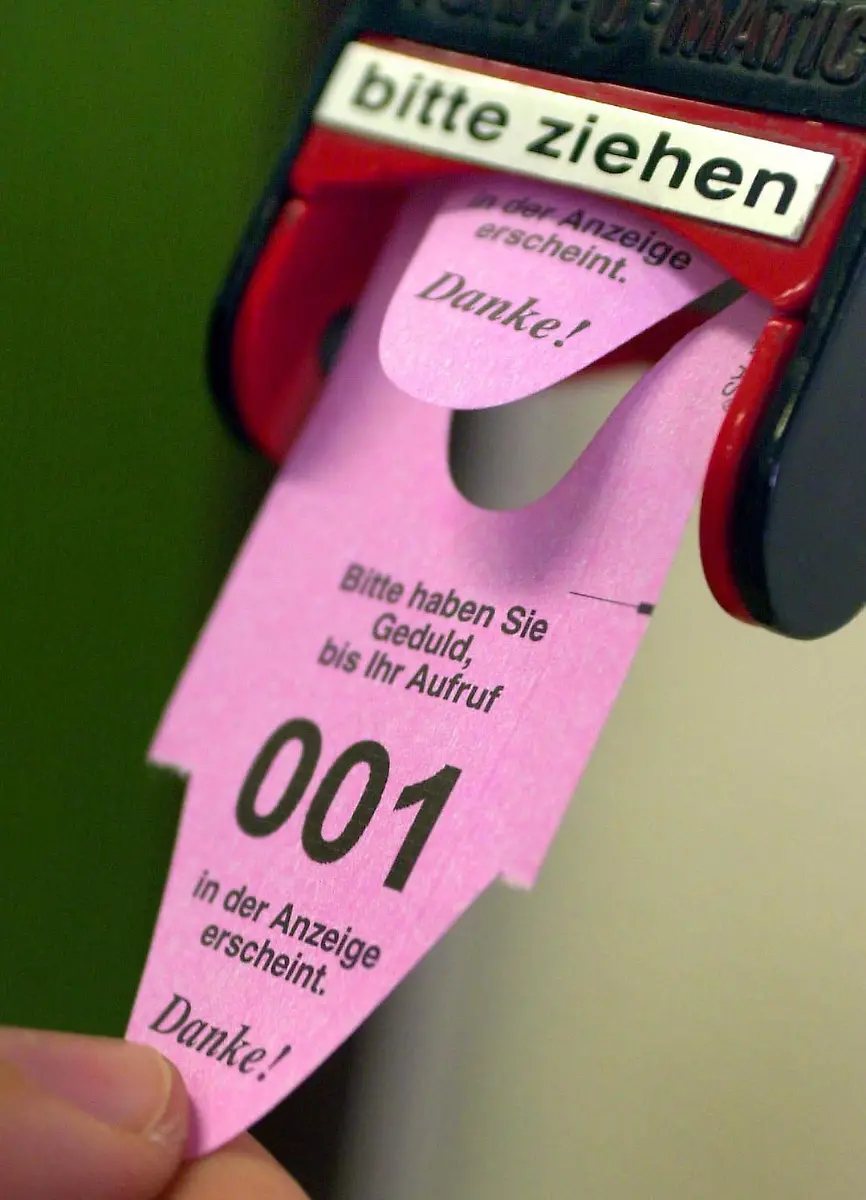 bitte ziehen
in der Anzeige
erscheint.
Danke!
Bitte haben Sie
Geduld,
bis Ihr Aufruf
001
in der Anzeige
erscheint.
Danke!